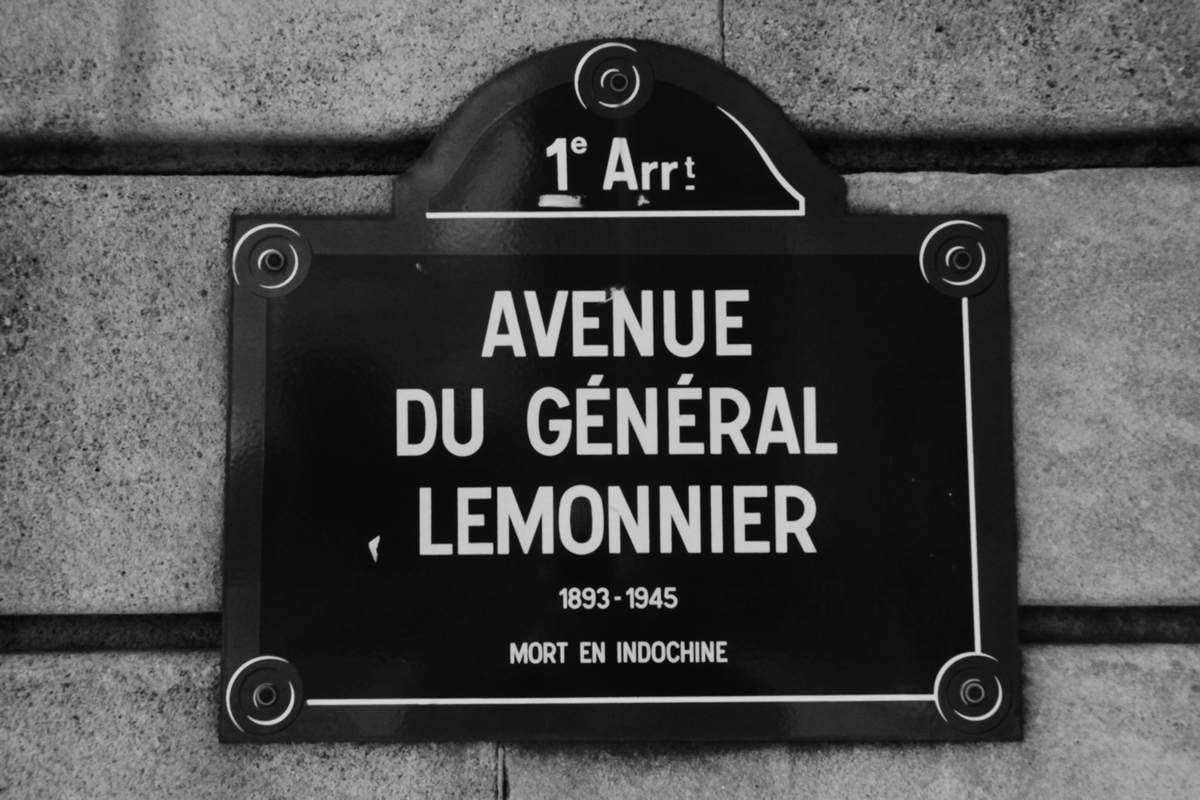 1e Arrt
AVENUE
DU GÉNÉRAL
LEMONNIER
1893-1945
MORT EN INDOCHINE